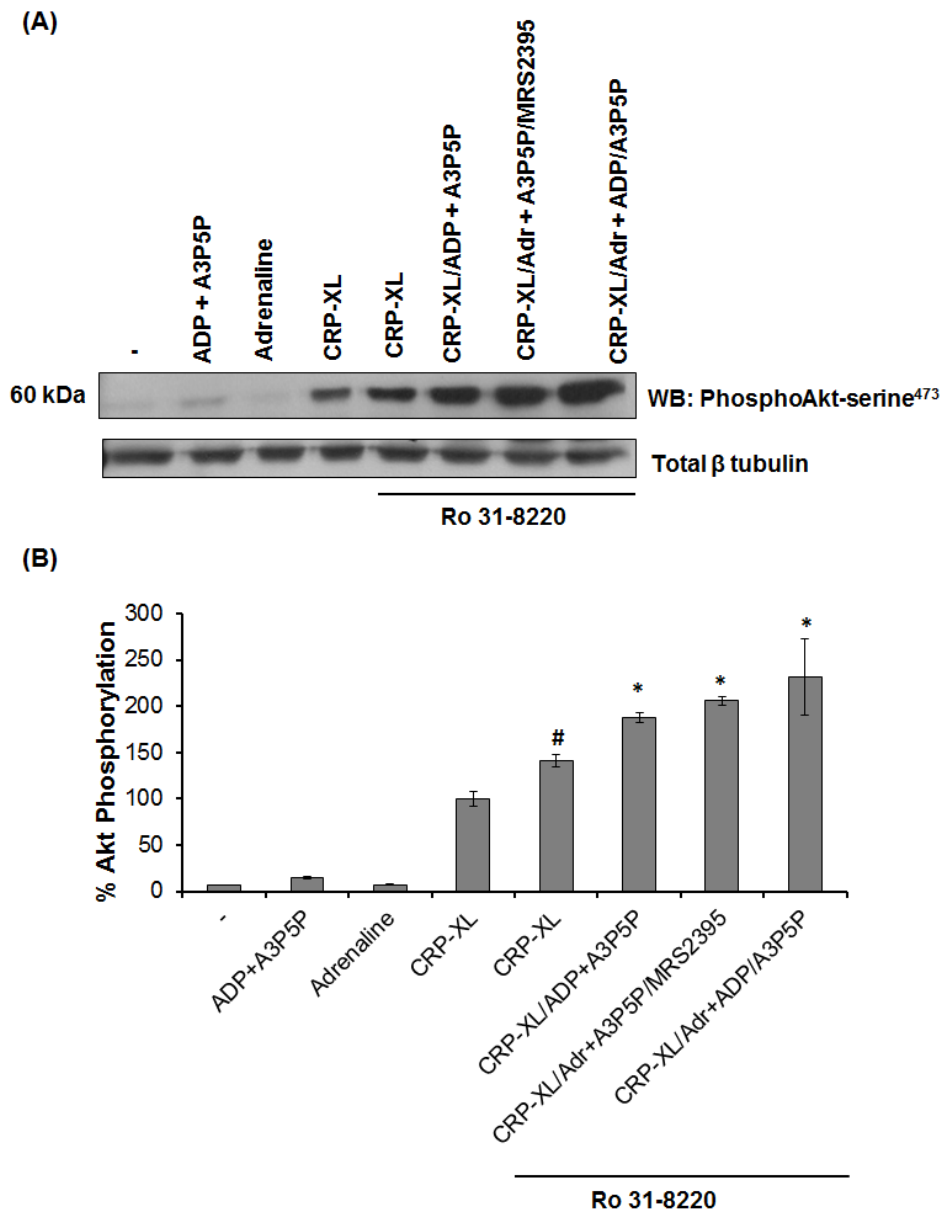 (A)
-
ADP + A3P5P
Adrenaline
CRP-XL
CRP-XL
CRP-XL/ADP + A3P5P
CRP-XL/Adr + A3P5P/MRS2395
CRP-XL/Adr + ADP/A3P5P
60 kDa
WB: PhosphoAkt-serine⁴⁷³
Total β tubulin
Ro 31-8220
(B)
% Akt Phosphorylation
300
250
200
150
100
50
0
#
*
*
*
-
ADP+A3P5P
Adrenaline
CRP-XL
CRP-XL
CRP-XL/ADP+A3P5P
CRP-XL/Adr+A3P5P/MRS2395
CRP-XL/Adr+ADP/A3P5P
Ro 31-8220